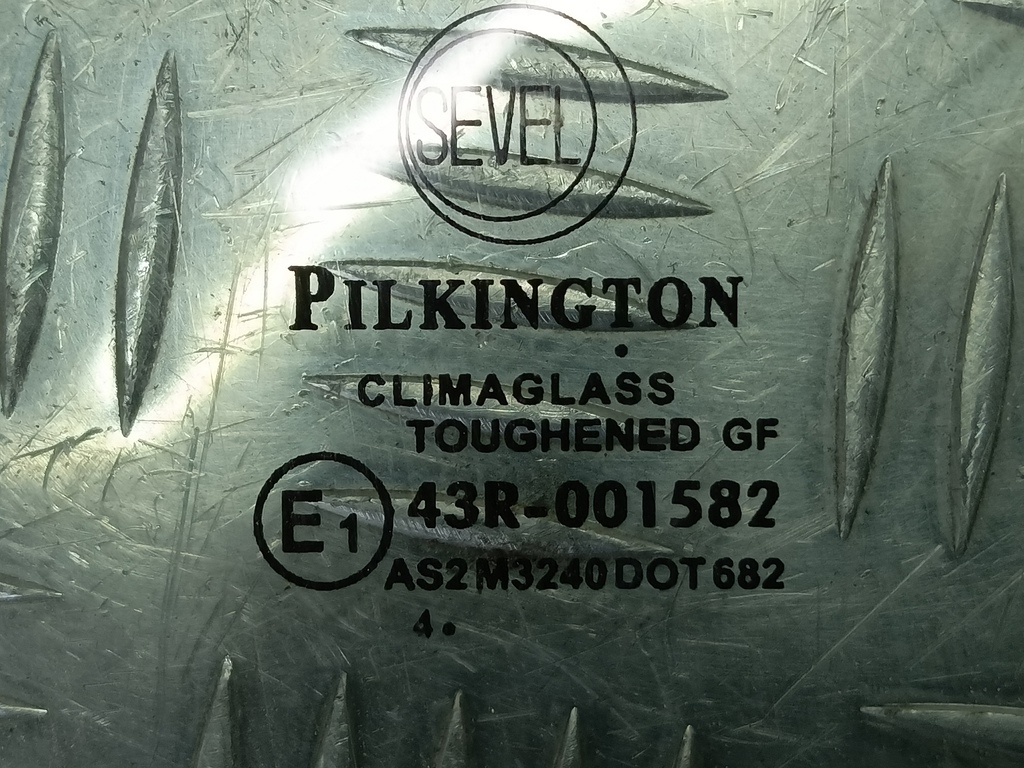 SEVEL
PILKINGTON
.
CLIMAGLASS
TOUGHENED GF
E1 43R-001582
AS2 M3240 DOT 682
4.